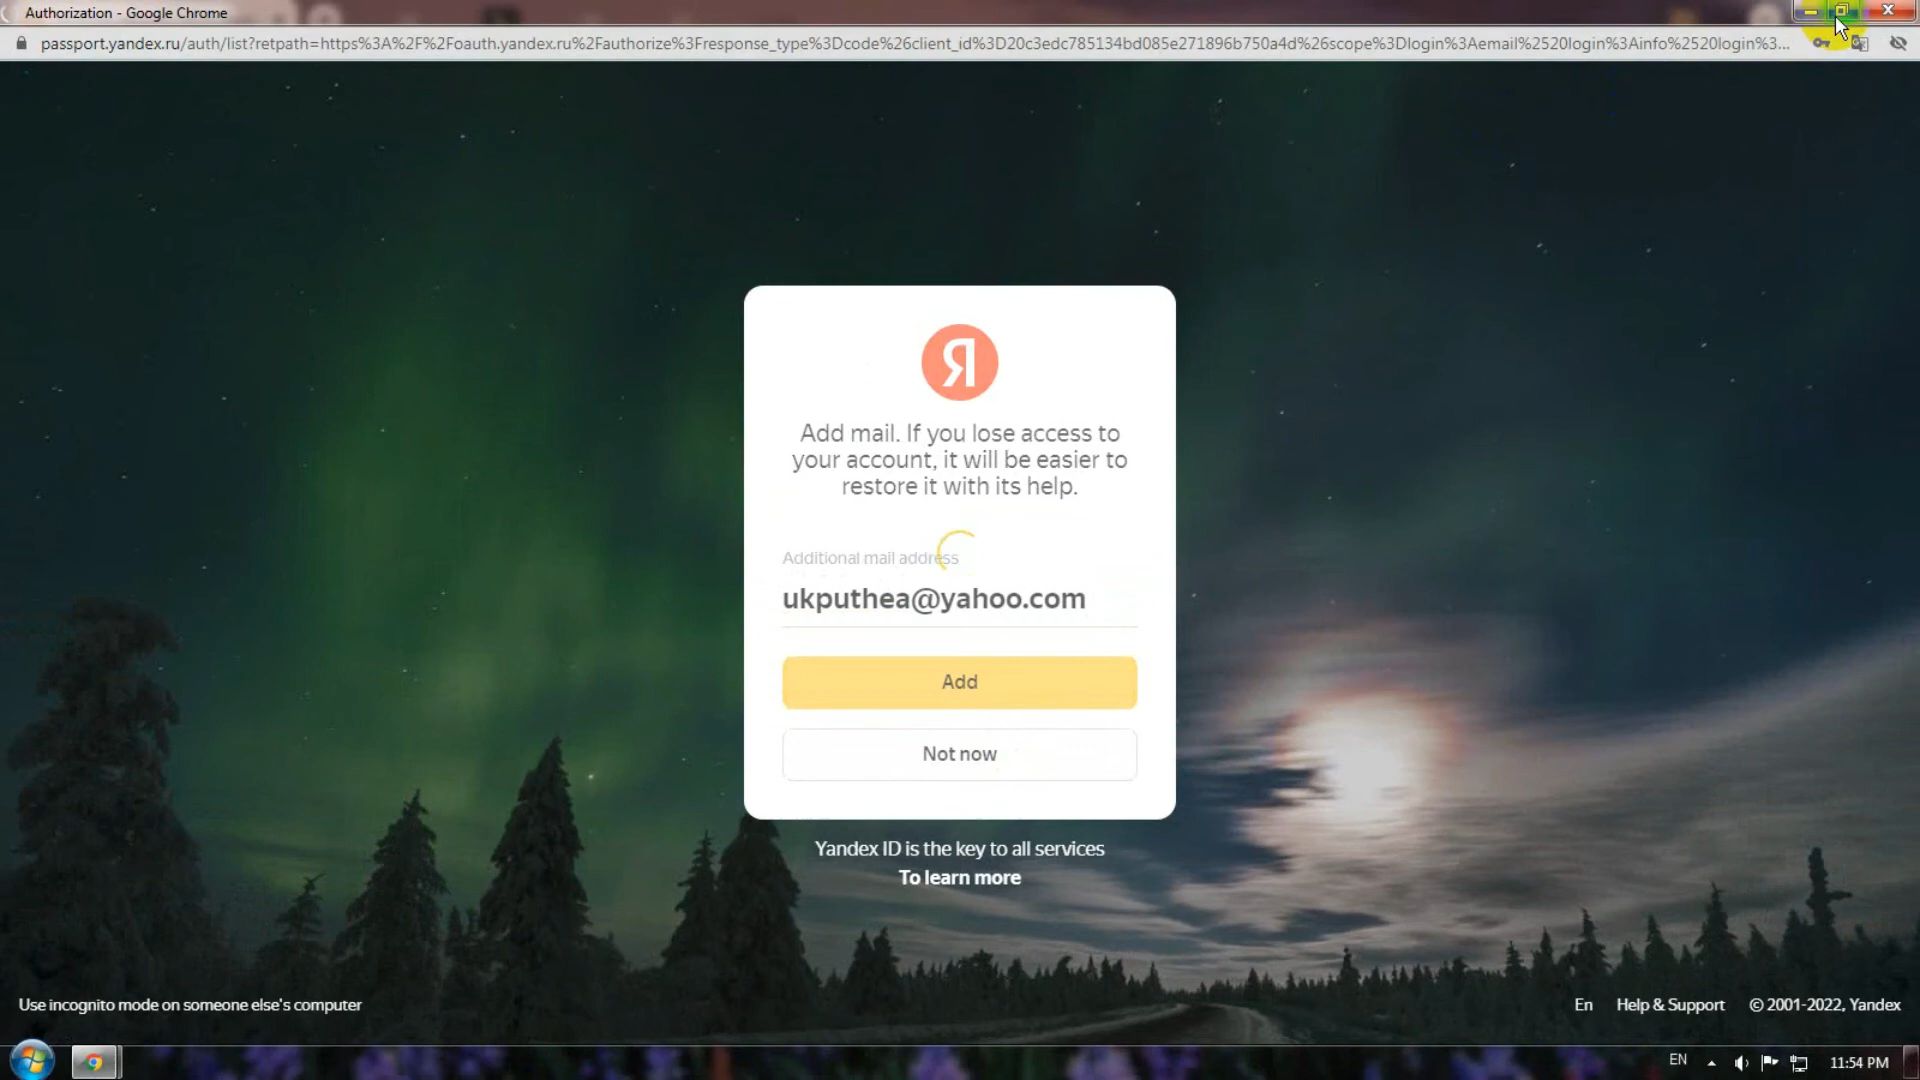 Authorization - Google Chrome
passport.yandex.ru/auth/list?retpath=https%3A%2F%2Foauth.yandex.ru%2Fauthorize%3Fresponse_type%3Dcode%26client_id%3D20c3edc785134bd085e271896b750a4d%26scope%3Dlogin%3Aemail%2520login%3Ainfo%2520login%3...
Я
Add mail. If you lose access to
your account, it will be easier to
restore it with its help.
Additional mail address
ukputhea@yahoo.com
Add
Not now
Yandex ID is the key to all services
To learn more
Use incognito mode on someone else's computer
En Help & Support © 2001-2022, Yandex
EN 11:54 PM